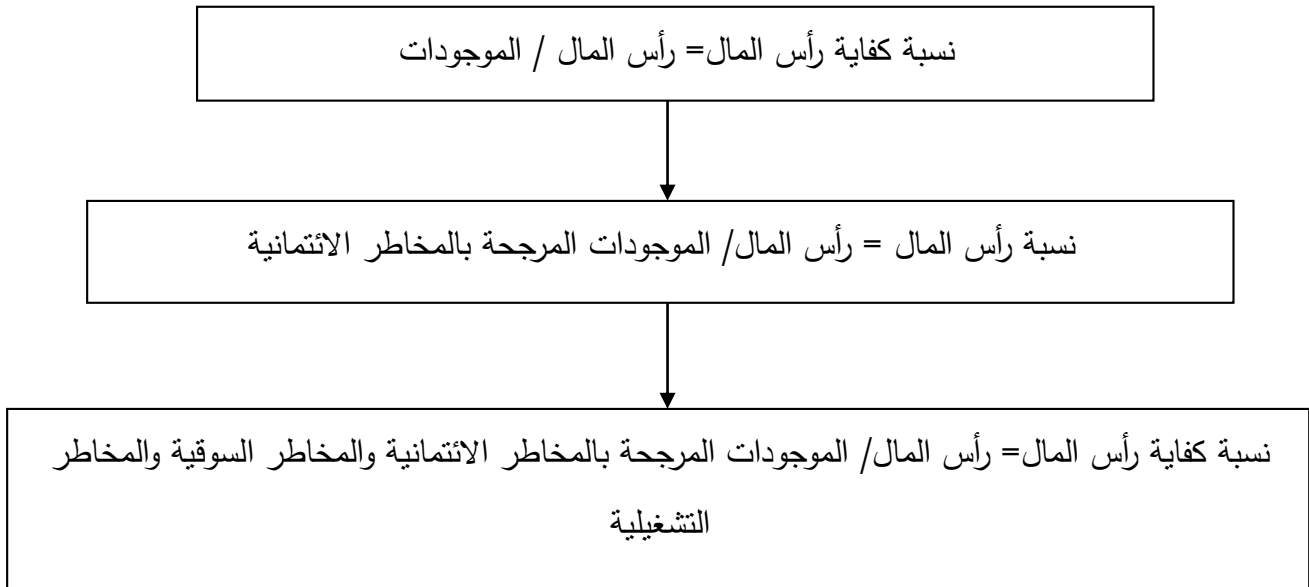 نسبة كفاية رأس المال= رأس المال / الموجودات
نسبة رأس المال = رأس المال/ الموجودات المرجحة بالمخاطر الائتمانية
نسبة كفاية رأس المال= رأس المال/ الموجودات المرجحة بالمخاطر الائتمانية والمخاطر السوقية والمخاطر
التشغيلية